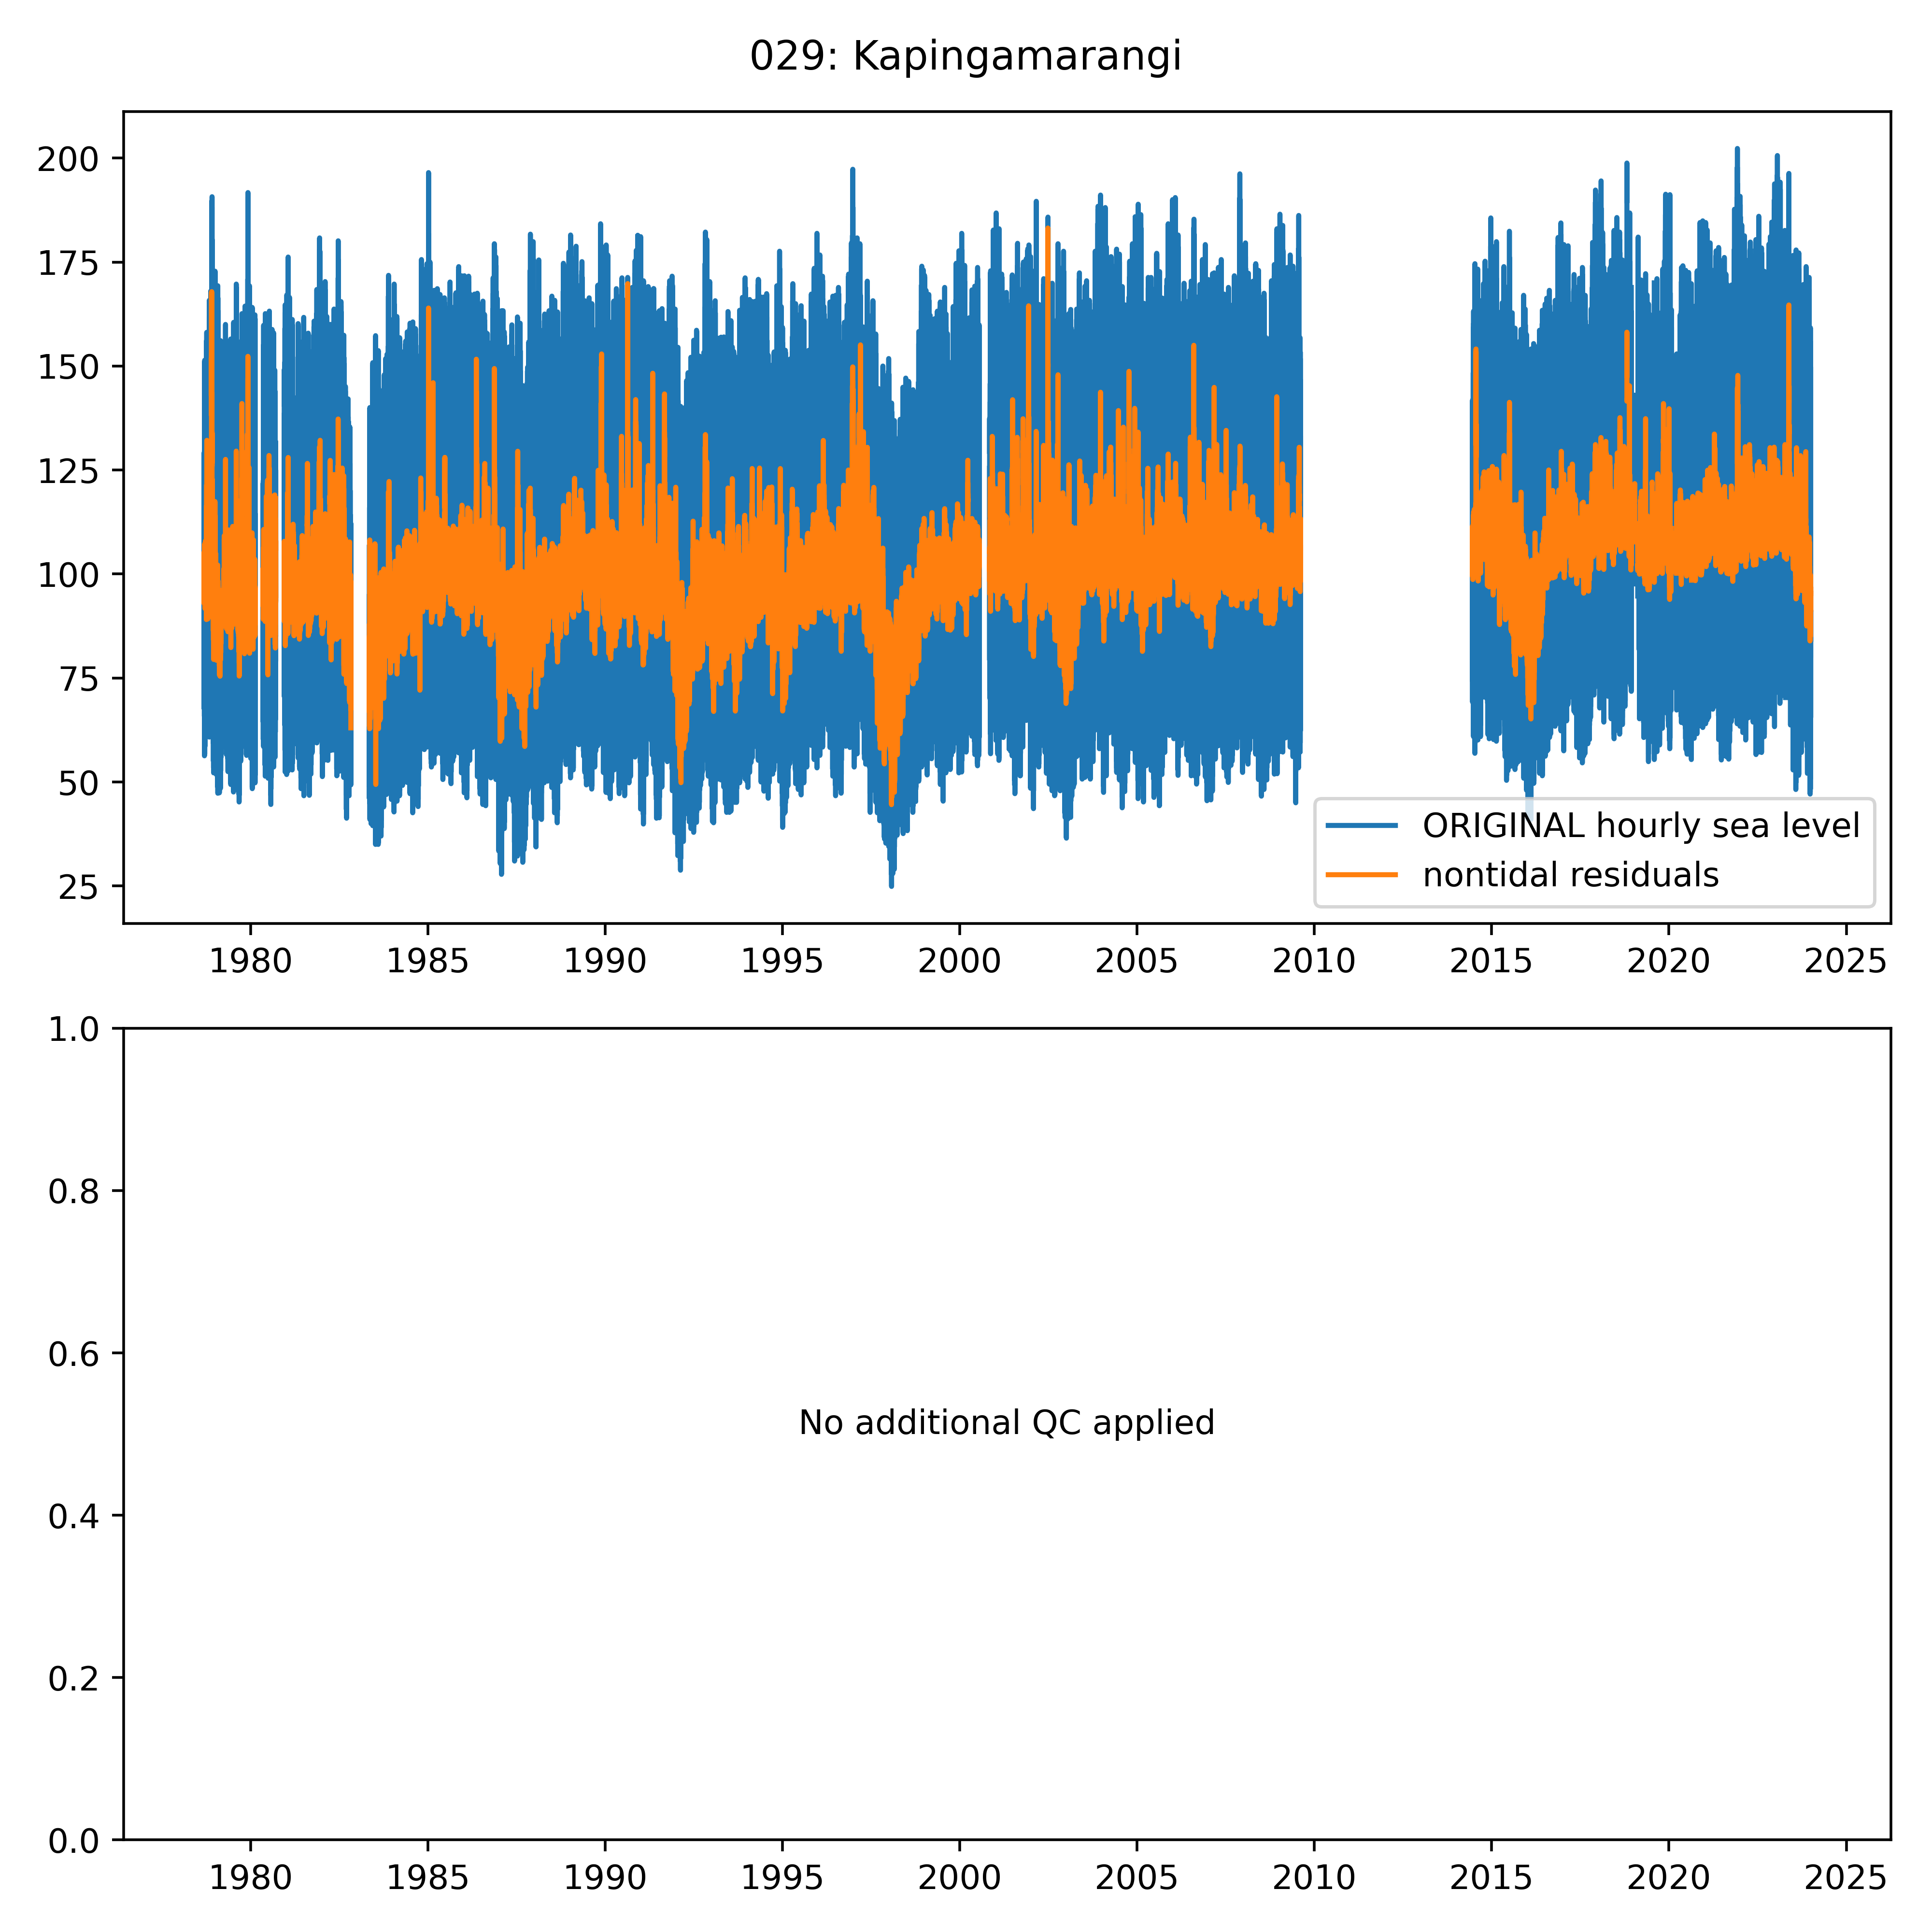 029: Kapingamarangi
200
175
150
125
100
75
50
25
ORIGINAL hourly sea level
nontidal residuals
1980 1985 1990 1995 2000 2005 2010 2015 2020 2025
1.0
0.8
0.6
0.4
0.2
0.0
No additional QC applied
1980 1985 1990 1995 2000 2005 2010 2015 2020 2025